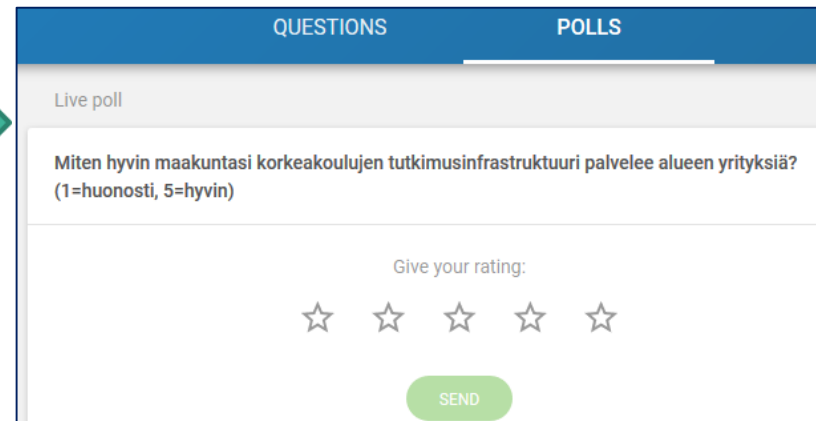 QUESTIONS POLLS
Live poll
Miten hyvin maakuntasi korkeakoulujen tutkimusinfrastruktuuri palvelee alueen yrityksiä?
(1=huonosti, 5=hyvin)
Give your rating:
SEND